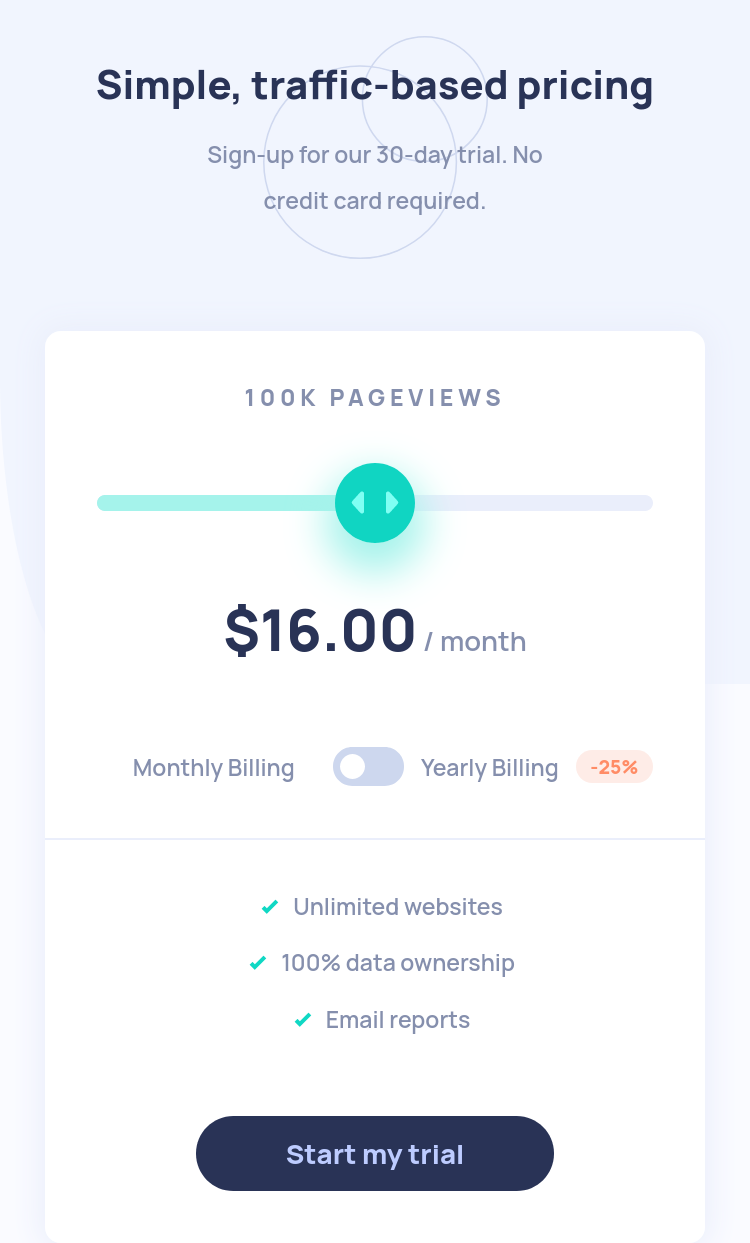 Simple, traffic-based pricing
Sign-up for our 30-day trial. No
credit card required.
100K PAGEVIEWS
$16.00 / month
Monthly Billing Yearly Billing -25%
Unlimited websites
100% data ownership
Email reports
Start my trial